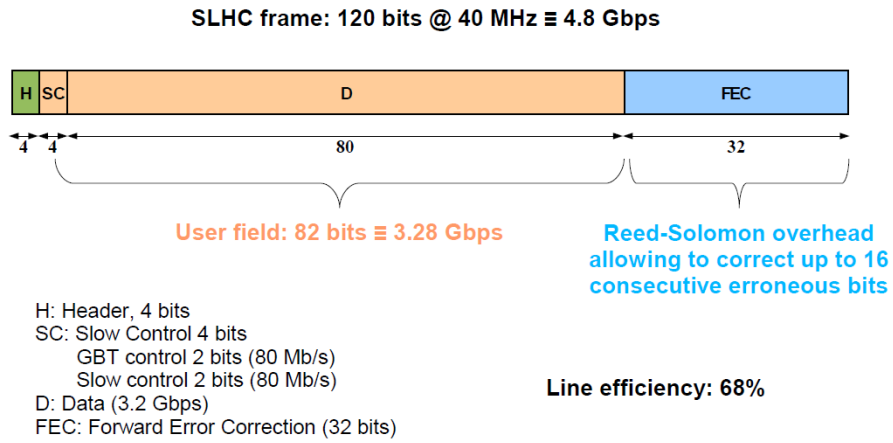 SLHC frame: 120 bits @ 40 MHz ≡ 4.8 Gbps
H SC D FEC
4 4 80 32
User field: 82 bits ≡ 3.28 Gbps
Reed-Solomon overhead
allowing to correct up to 16
consecutive erroneous bits
H: Header, 4 bits
SC: Slow Control 4 bits
GBT control 2 bits (80 Mb/s)
Slow control 2 bits (80 Mb/s)
D: Data (3.2 Gbps)
FEC: Forward Error Correction (32 bits)
Line efficiency: 68%